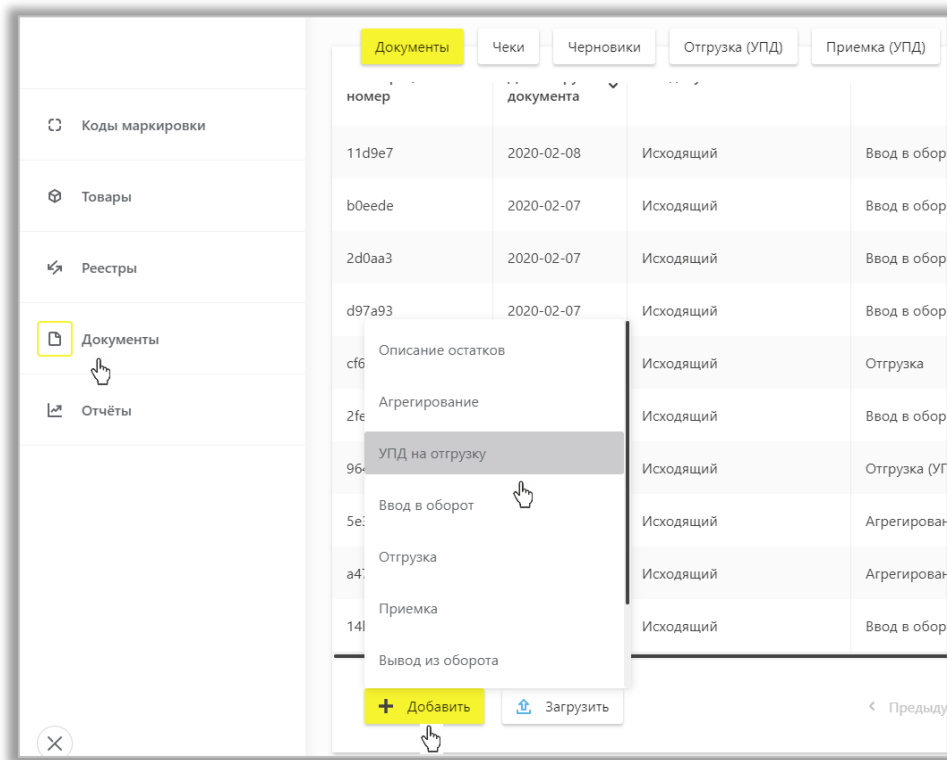 Документы Чеки Черновики Отгрузка (УПД) Приемка (УПД)
номер документа
Коды маркировки
Товары
Реестры
Документы
Отчёты
11d9e7 2020-02-08 Исходящий
b0eede 2020-02-07 Исходящий
2d0aa3 2020-02-07 Исходящий
d97a93 2020-02-07 Исходящий
Исходящий Отгрузка
Исходящий
Исходящий
Исходящий
Исходящий
Исходящий
Описание остатков
Агрегирование
УПД на отгрузку
Ввод в оборот
Отгрузка
Приемка
Вывод из оборота
Добавить Загрузить